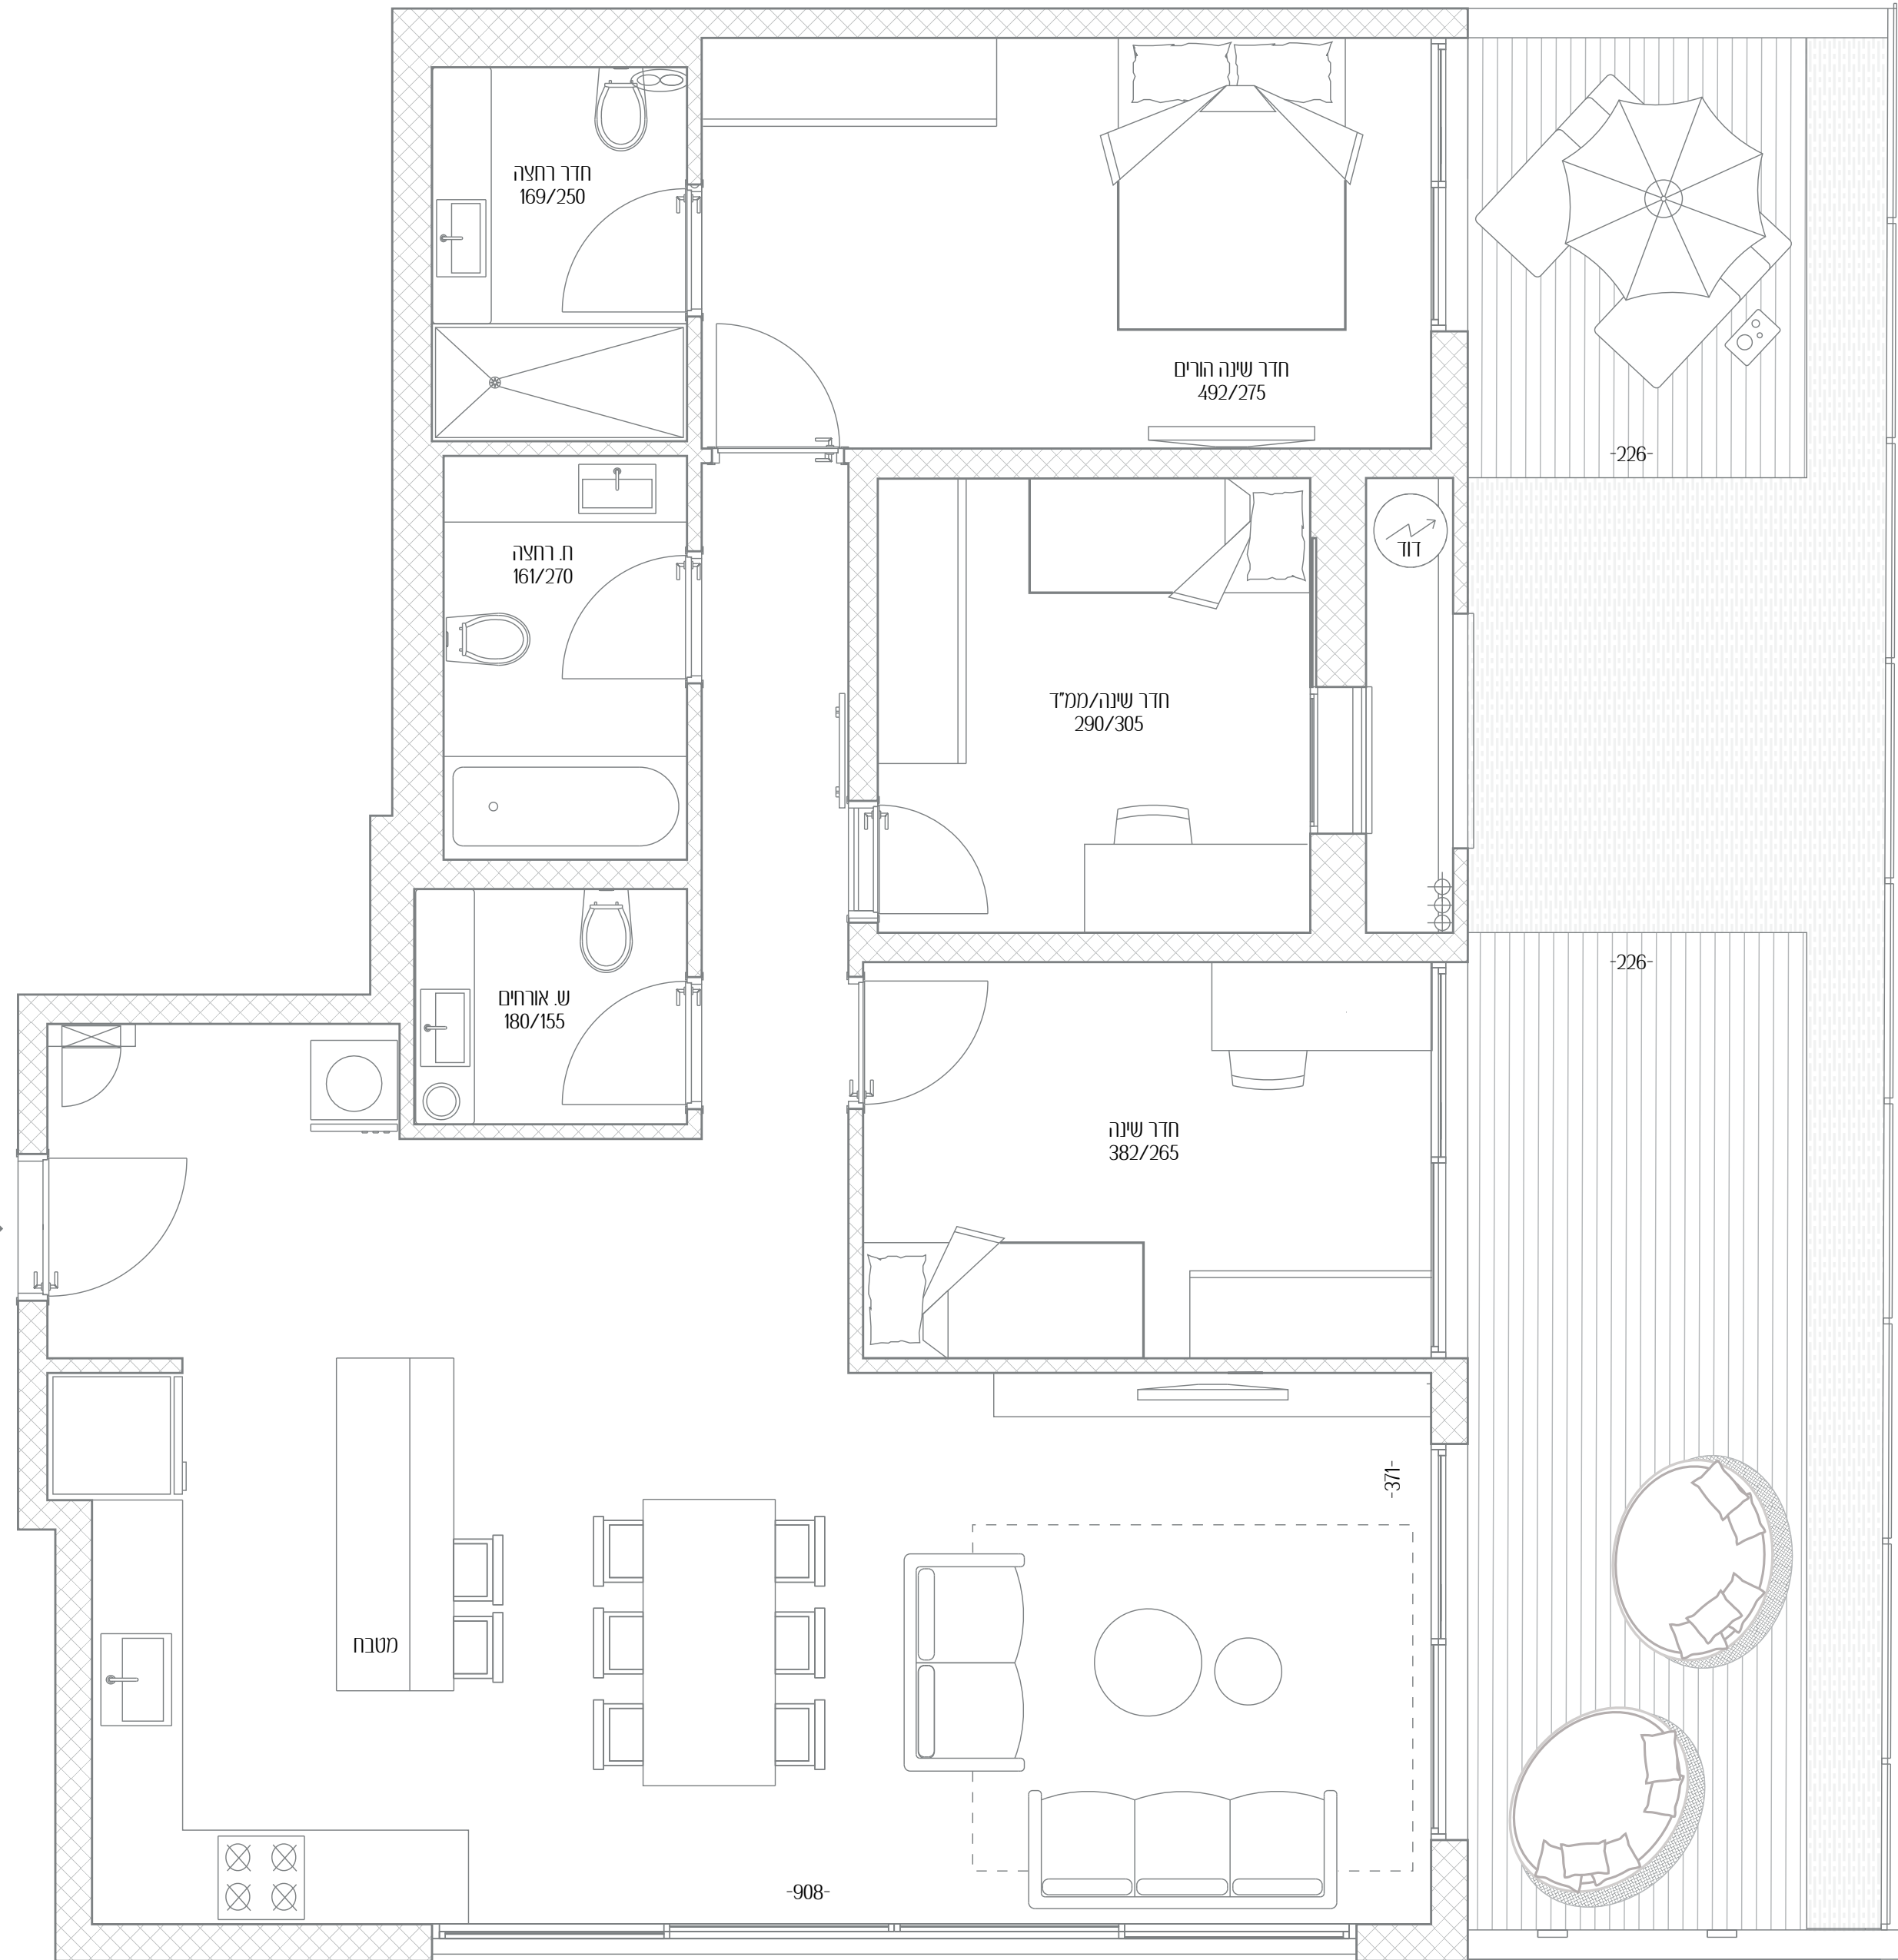 חדר רחצה
169/250
חדר שינה הורים
492/275
-226-
דוד
ח. רחצה
161/270
חדר שינה/ממ"ד
290/305
-226-
ש. אורחים
180/155
חדר שינה
382/265
-371-
מטבח
-908-